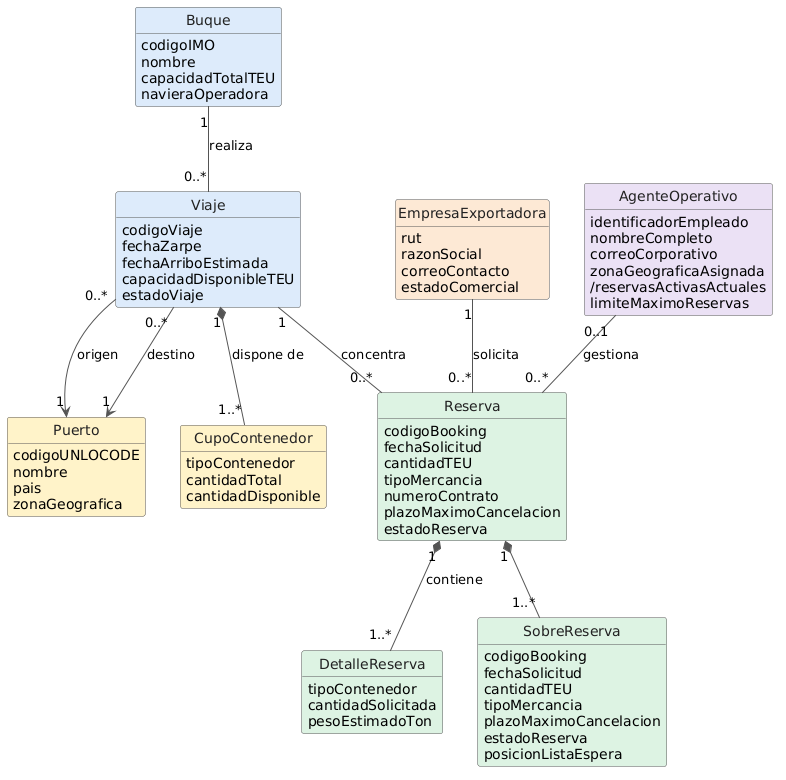 Buque
codigoIMO
nombre
capacidadTotalTEU
navieraOperadora
1
realiza
0..*
Viaje
codigoViaje
fechaZarpe
fechaArriboEstimada
capacidadDisponibleTEU
estadoViaje
EmpresaExportadora
rut
razonSocial
correoContacto
estadoComercial
AgenteOperativo
identificadorEmpleado
nombreCompleto
correoCorporativo
zonaGeograficaAsignada
/reservasActivasActuales
limiteMaximoReservas
0..*
origen
1
0..*
destino
1
1
dispone de
1..*
1
concentra
0..*
1
solicita
0..*
0..1
gestiona
0..*
Puerto
codigoUNLOCODE
nombre
pais
zonaGeografica
CupoContenedor
tipoContenedor
cantidadTotal
cantidadDisponible
Reserva
codigoBooking
fechaSolicitud
cantidadTEU
tipoMercancia
numeroContrato
plazoMaximoCancelacion
estadoReserva
1
contiene
1..*
1
1..*
DetalleReserva
tipoContenedor
cantidadSolicitada
pesoEstimadoTon
SobreReserva
codigoBooking
fechaSolicitud
cantidadTEU
tipoMercancia
plazoMaximoCancelacion
estadoReserva
posicionListaEspera